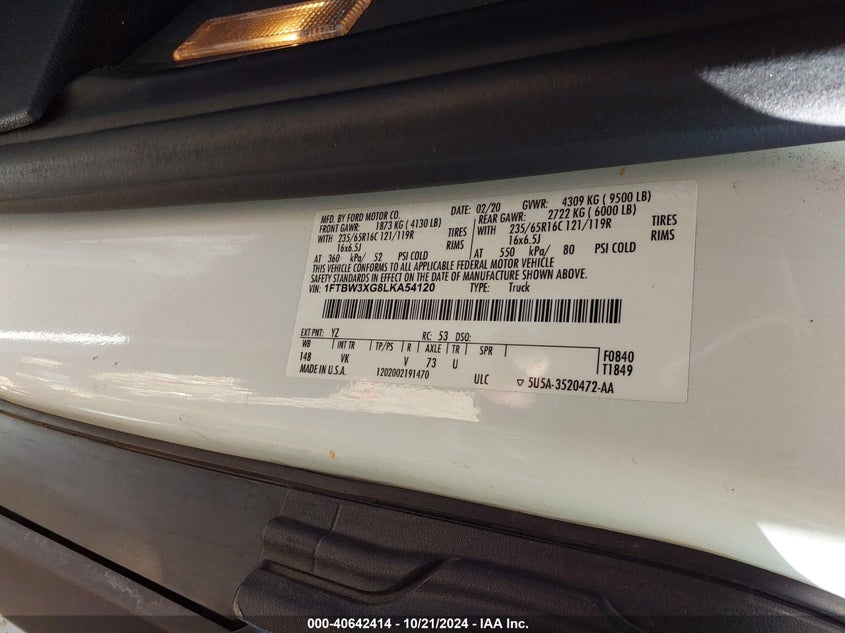 MFD. BY FORD MOTOR CO. DATE: 02/20 GVWR: 4309 KG ( 9500 LB)
FRONT GAWR: 1873 KG ( 4130 LB) REAR GAWR: 2722 KG ( 6000 LB)
WITH 235/65R16C 121/119R TIRES WITH 235/65R16C 121/119R TIRES
16x6.5J RIMS 16x6.5J RIMS
AT 360 kPa/ 52 PSI COLD AT 550 kPa/ 80 PSI COLD
THIS VEHICLE CONFORMS TO ALL APPLICABLE FEDERAL MOTOR VEHICLE
SAFETY STANDARDS IN EFFECT ON THE DATE OF MANUFACTURE SHOWN ABOVE.
VIN: 1FTBW3XG8LKA54120 TYPE: Truck
EXT PNT: YZ RC: 53 DSO:
WB INT TR TP/PS R AXLE TR SPR F0840
148 VK V 73 U T1849
MADE IN U.S.A. 1202002191470 ULC 5U5A-3520472-AA
000-40642414 - 10/21/2024 - IAA Inc.